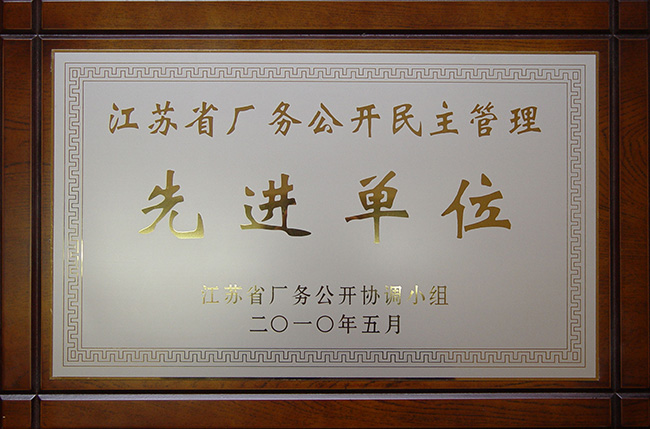 江苏省厂务公开民主管理
先进单位
江苏省厂务公开协调小组
二〇一〇年五月